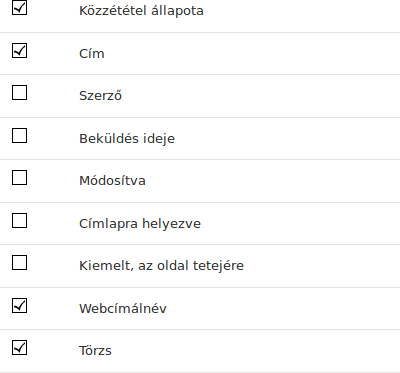 Közzététel állapota
Cím
Szerző
Beküldés ideje
Módosítva
Címlapra helyezve
Kiemelt, az oldal tetejére
Webcímálnév
Törzs